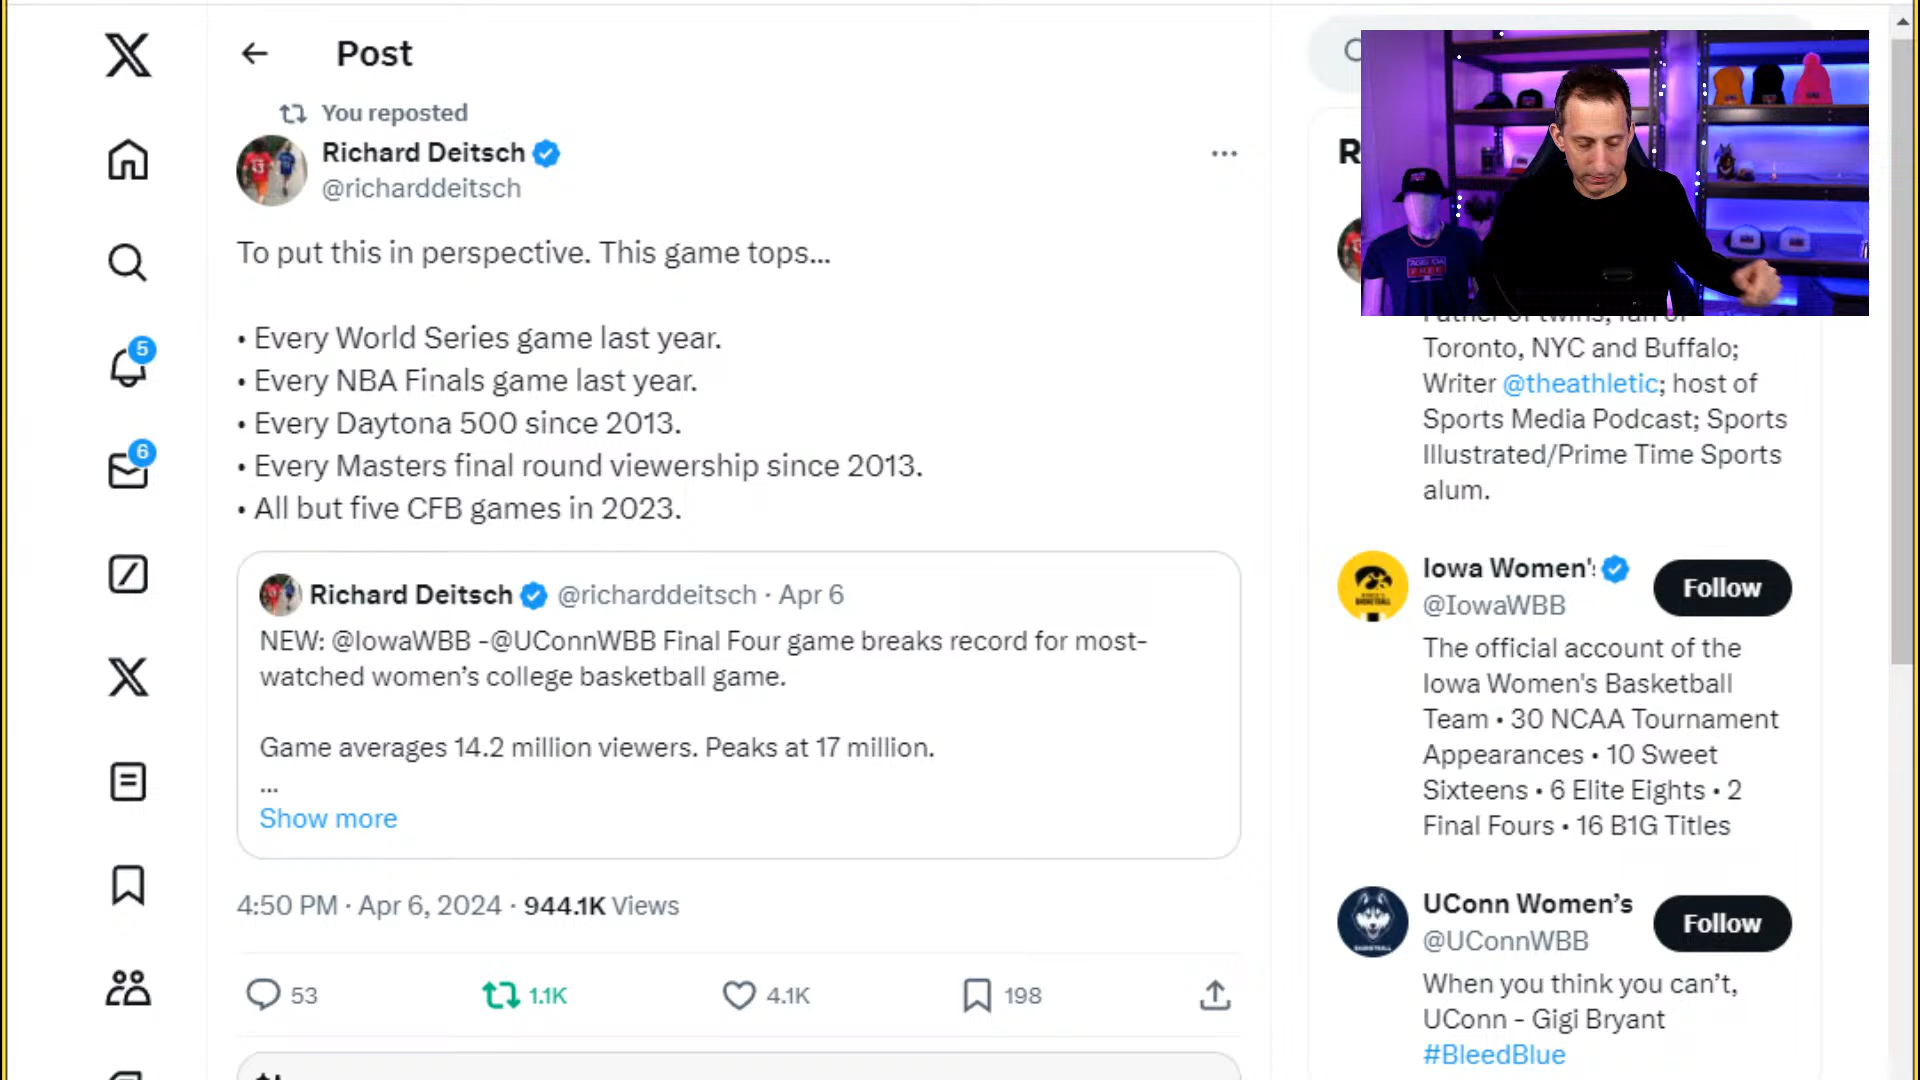 Post
You reposted
Richard Deitsch
@richarddeitsch
To put this in perspective. This game tops...
• Every World Series game last year.
• Every NBA Finals game last year.
• Every Daytona 500 since 2013.
• Every Masters final round viewership since 2013.
• All but five CFB games in 2023.
Richard Deitsch @richarddeitsch · Apr 6
NEW: @IowaWBB -@UConnWBB Final Four game breaks record for most-
watched women’s college basketball game.
Game averages 14.2 million viewers. Peaks at 17 million.
...
Show more
4:50 PM · Apr 6, 2024 · 944.1K Views
53 1.1K 4.1K 198
5
6
R
Father of twins, fan of
Toronto, NYC and Buffalo;
Writer @theathletic; host of
Sports Media Podcast; Sports
Illustrated/Prime Time Sports
alum.
Iowa Women's
@IowaWBB
Follow
The official account of the
Iowa Women's Basketball
Team • 30 NCAA Tournament
Appearances • 10 Sweet
Sixteens • 6 Elite Eights • 2
Final Fours • 16 B1G Titles
UConn Women’s
@UConnWBB
Follow
When you think you can’t,
UConn - Gigi Bryant
#BleedBlue